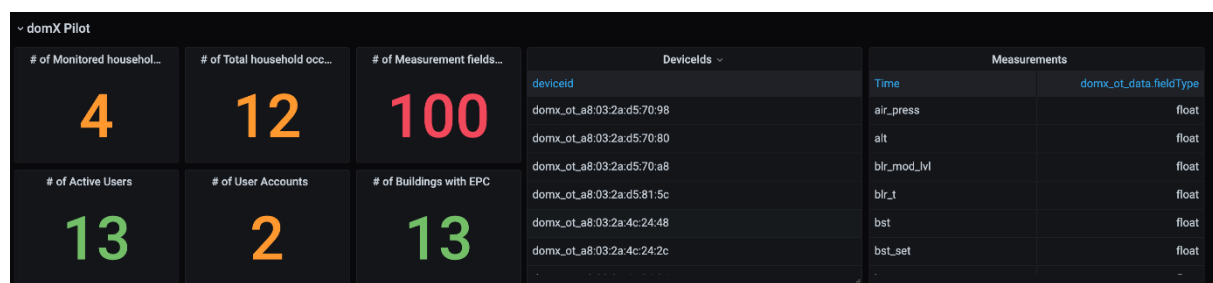 domX Pilot
# of Monitored househol...
4
# of Total household occ...
12
# of Measurement fields...
100
# of Active Users
13
# of User Accounts
2
# of Buildings with EPC
13
DeviceIds
deviceid
domx_ot_a8:03:2a:d5:70:98
domx_ot_a8:03:2a:d5:70:80
domx_ot_a8:03:2a:d5:70:a8
domx_ot_a8:03:2a:d5:81:5c
domx_ot_a8:03:2a:4c:24:48
domx_ot_a8:03:2a:4c:24:2c
Measurements
Time domx_ot_data.fieldType
air_press float
alt float
blr_mod_lvl float
blr_t float
bst float
bst_set float